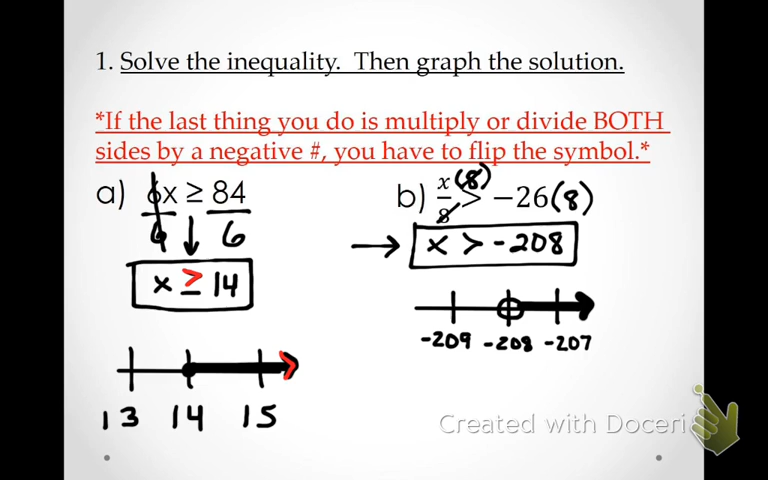 1. Solve the inequality. Then graph the solution.
*If the last thing you do is multiply or divide BOTH
sides by a negative #, you have to flip the symbol.*
a) 6x ≥ 84
6 6
x ≥ 14
13 14 15
b) x/8 (8) > -26(8)
x > -208
-209 -208 -207
Created with Doceri